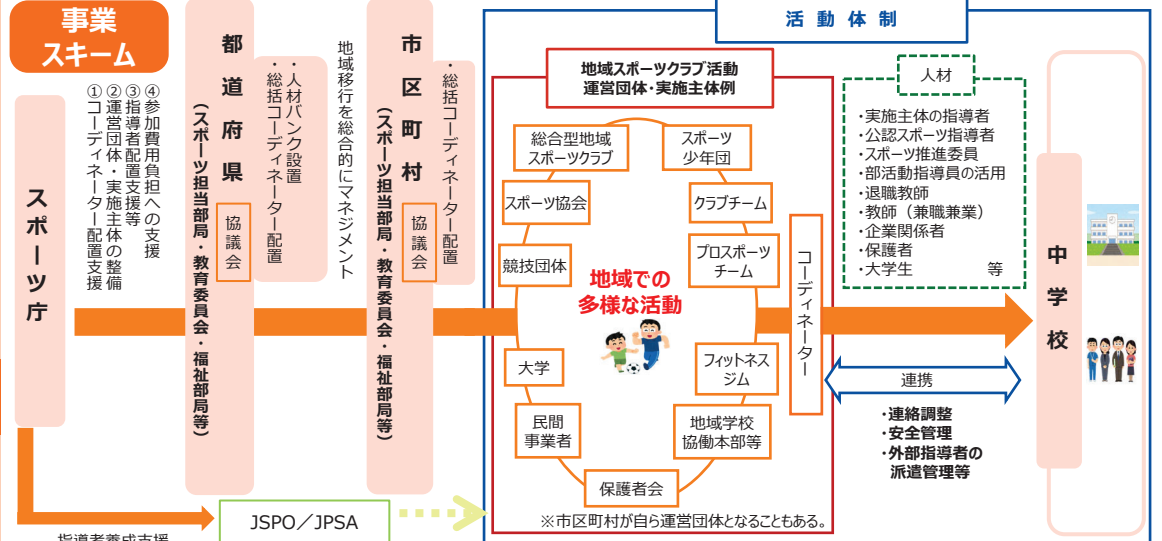 事業
スキーム
スポーツ庁
①コーディネーター配置支援
②運営団体・実施主体の整備
③指導者配置支援等
④参加費用負担への支援
都道府県
(スポーツ担当部局・教育委員会・福祉部局等)
協議会
・人材バンク設置
・総括コーディネーター配置
地域移行を総合的にマネジメント
市区町村
(スポーツ担当部局・教育委員会・福祉部局等)
協議会
・総括コーディネーター配置
活動体制
地域スポーツクラブ活動
運営団体・実施主体例
総合型地域
スポーツクラブ
スポーツ
少年団
スポーツ協会
クラブチーム
競技団体
プロスポーツ
チーム
地域での
多様な活動
大学
フィットネス
ジム
民間
事業者
地域学校
協働本部等
保護者会
※市区町村が自ら運営団体となることもある。
コーディネーター
人材
・実施主体の指導者
・公認スポーツ指導者
・スポーツ推進委員
・部活動指導員の活用
・退職教師
・教師（兼職兼業）
・企業関係者
・保護者
・大学生 等
連携
・連絡調整
・安全管理
・外部指導者の
派遣管理等
中学校
JSPO／JPSA
指導者養成支援